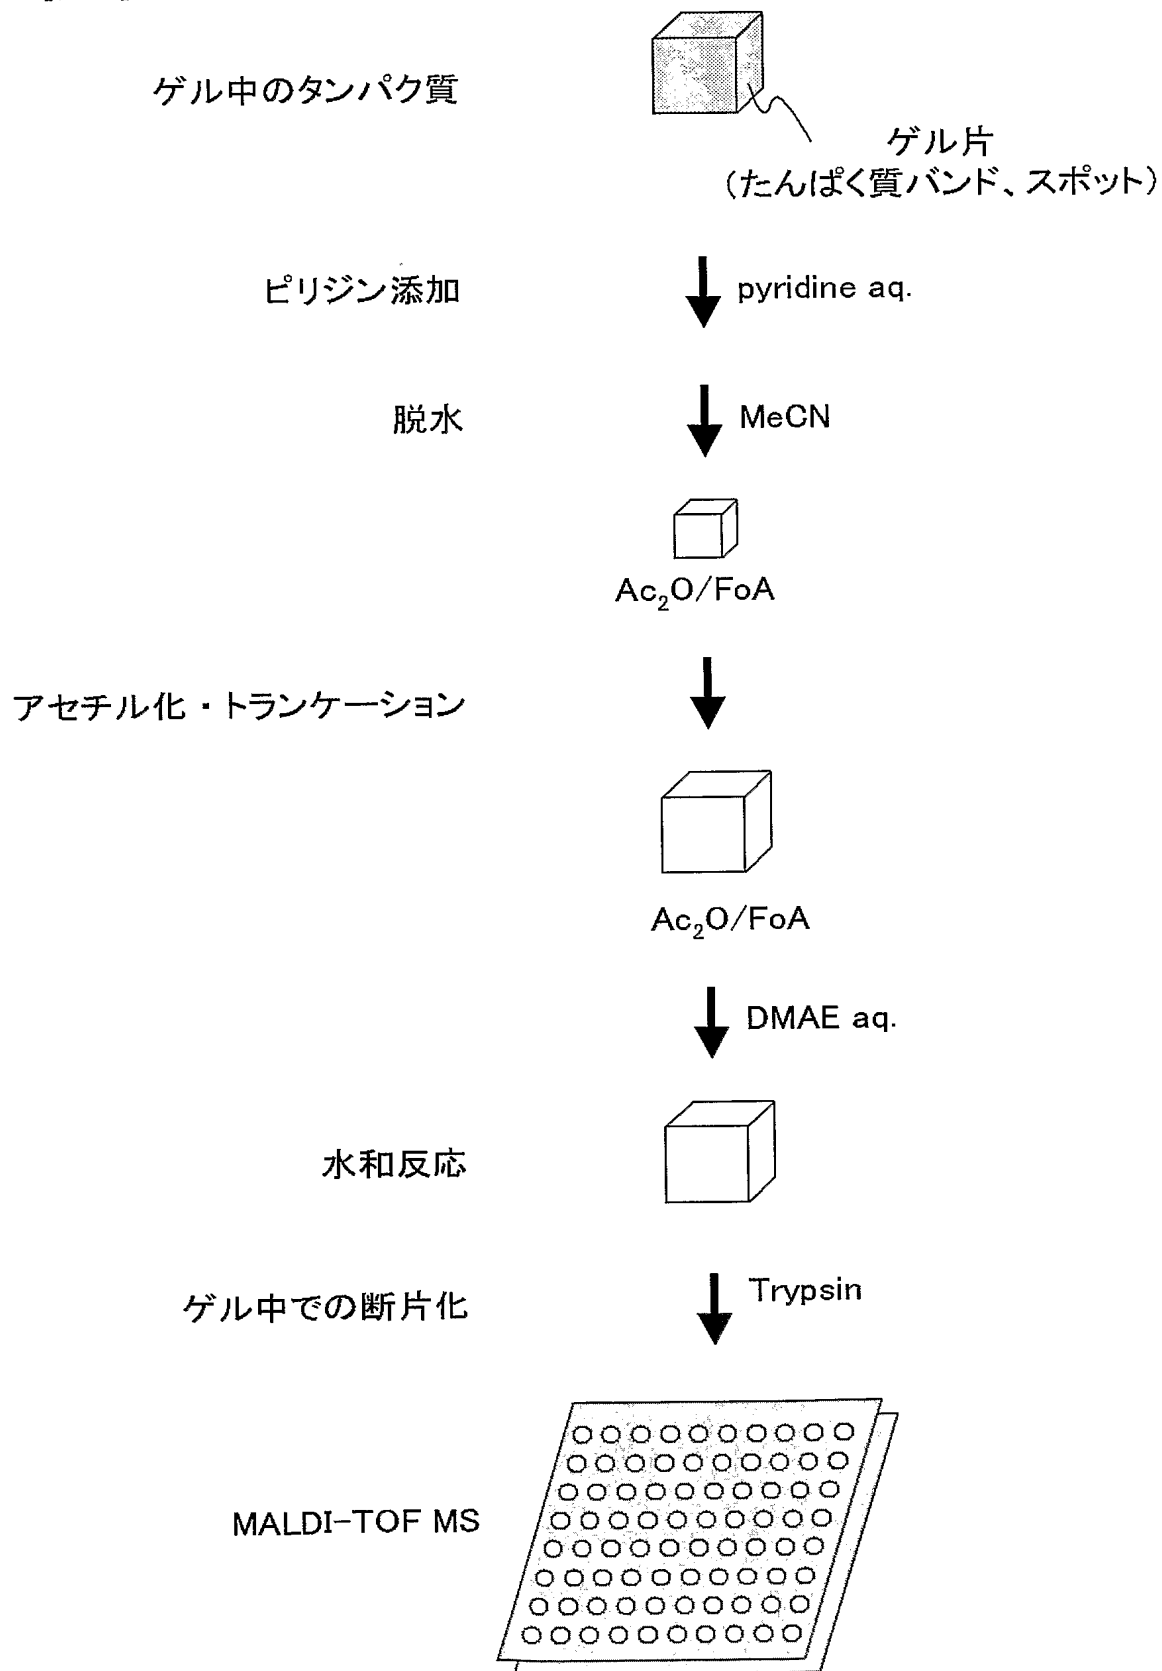 ゲル中のタンパク質
ゲル片
(たんぱく質バンド、スポット)
ピリジン添加
pyridine aq.
脱水
MeCN
Ac₂O/FoA
アセチル化・トランケーション
Ac₂O/FoA
DMAE aq.
水和反応
ゲル中での断片化
Trypsin
MALDI-TOF MS